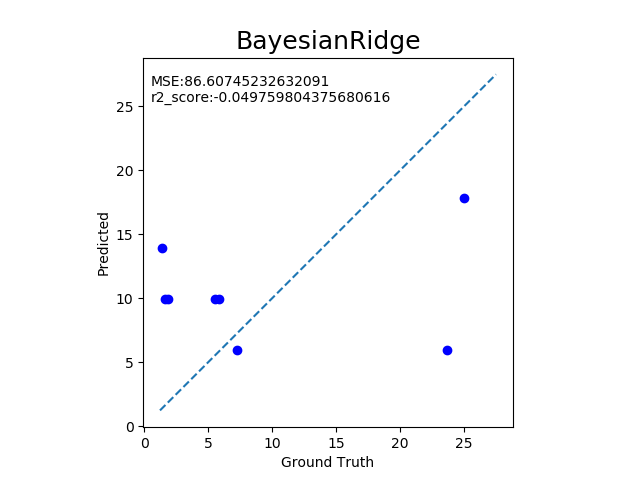 BayesianRidge
MSE:86.60745232632091
r2_score:-0.049759804375680616
25
20
15
10
5
0
Predicted
0 5 10 15 20 25
Ground Truth